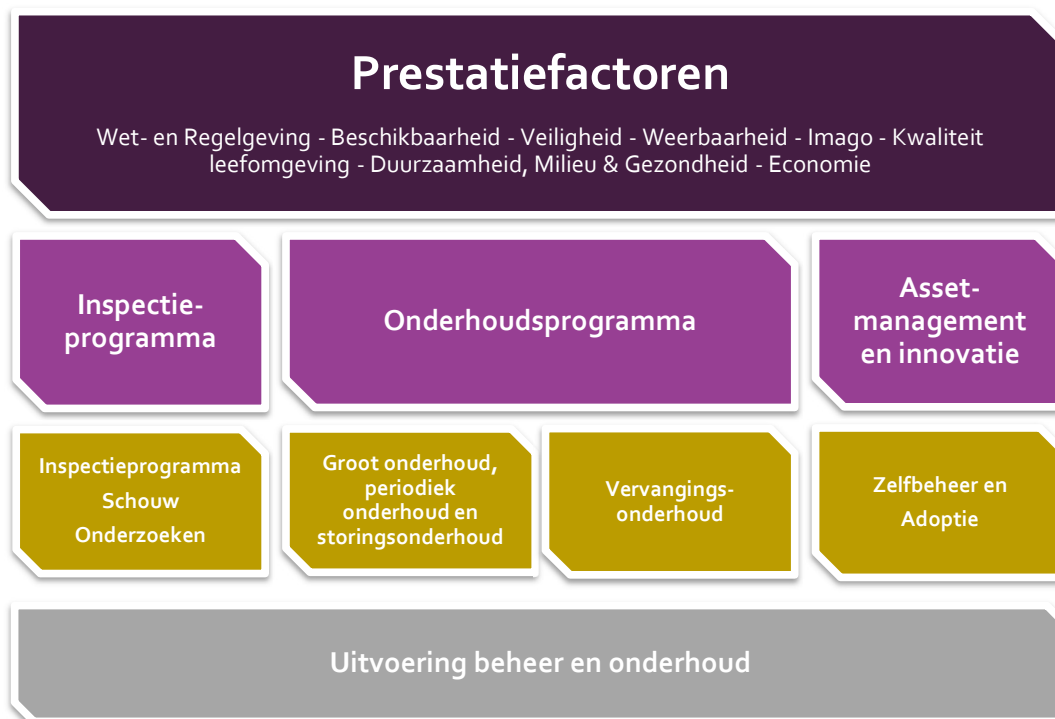 Prestatiefactoren
Wet- en Regelgeving - Beschikbaarheid - Veiligheid - Weerbaarheid - Imago - Kwaliteit
leefomgeving - Duurzaamheid, Milieu & Gezondheid - Economie
Inspectie-
programma
Onderhoudsprogramma
Asset-
management
en innovatie
Inspectieprogramma
Schouw
Onderzoeken
Groot onderhoud,
periodiek
onderhoud en
storingsonderhoud
Vervangings-
onderhoud
Zelfbeheer en
Adoptie
Uitvoering beheer en onderhoud